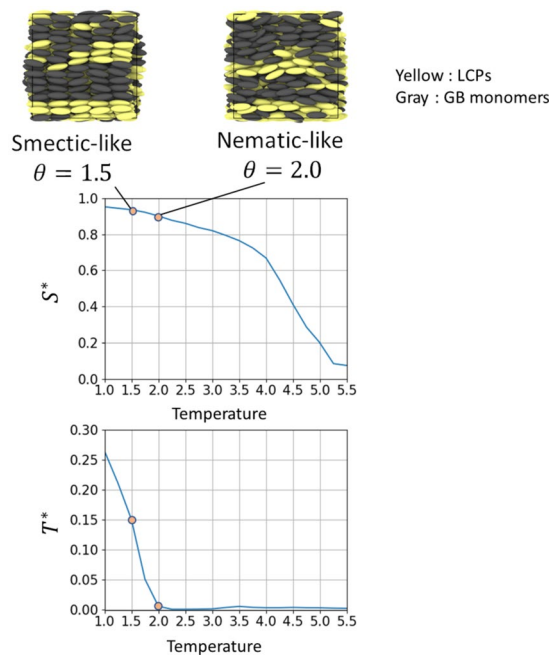 Yellow : LCPs
Gray : GB monomers
Smectic-like
Nematic-like
θ = 1.5
θ = 2.0
1.0
0.8
0.6
0.4
0.2
0.0
S*
1.0 1.5 2.0 2.5 3.0 3.5 4.0 4.5 5.0 5.5
Temperature
0.30
0.25
0.20
0.15
0.10
0.05
0.00
T*
1.0 1.5 2.0 2.5 3.0 3.5 4.0 4.5 5.0 5.5
Temperature